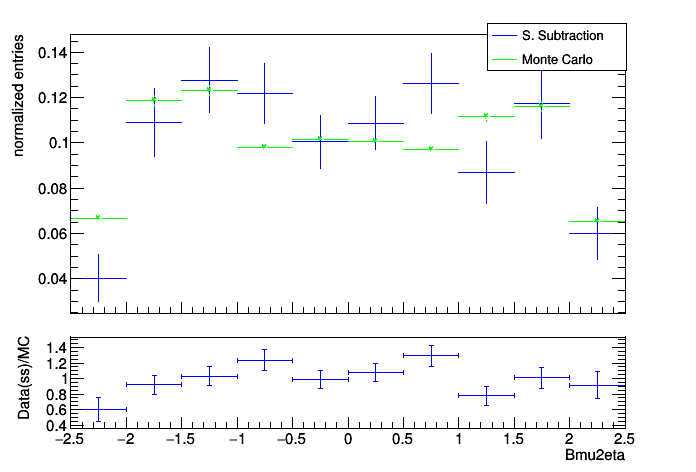 S. Subtraction
Monte Carlo
normalized entries
0.14
0.12
0.1
0.08
0.06
0.04
Data(ss)/MC
1.4
1.2
1
0.8
0.6
0.4
−2.5 −2 −1.5 −1 −0.5 0 0.5 1 1.5 2 2.5
Bmu2eta